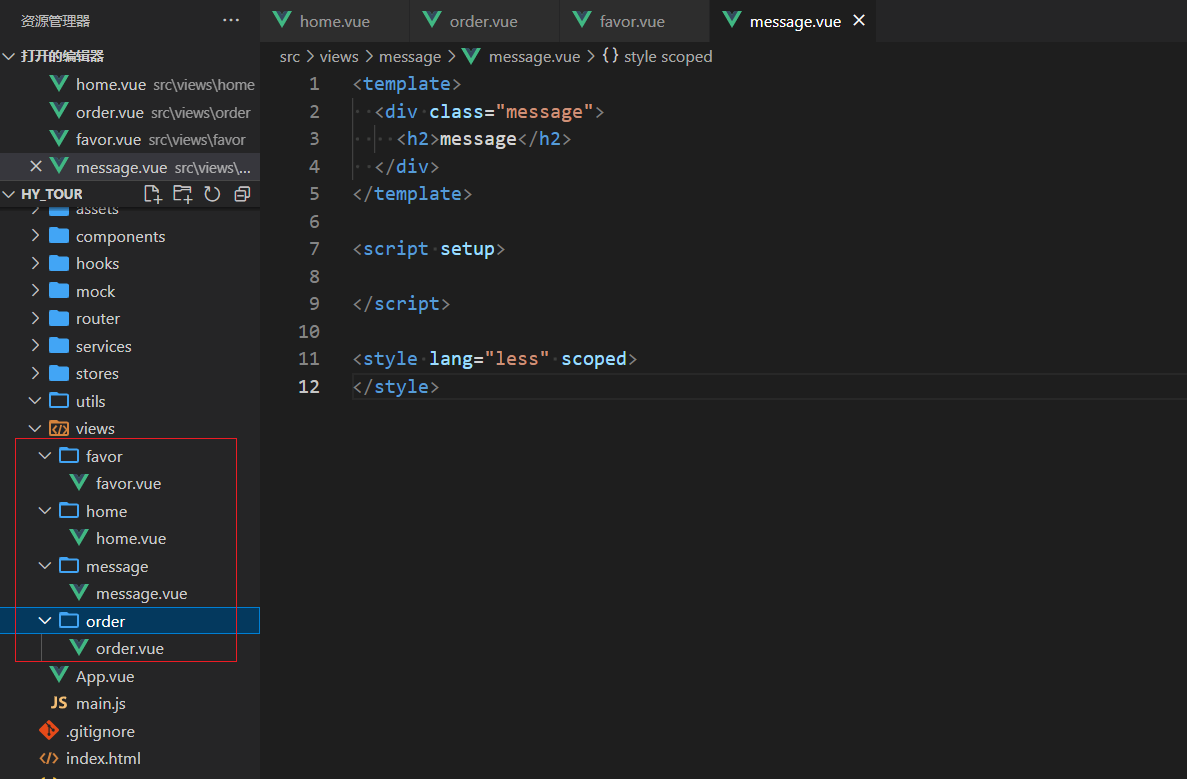 资源管理器 ···
打开的编辑器
home.vue src\views\home
order.vue src\views\order
favor.vue src\views\favor
message.vue src\views\...
HY_TOUR
assets
components
hooks
mock
router
services
stores
utils
views
favor
favor.vue
home
home.vue
message
message.vue
order
order.vue
App.vue
JS main.js
.gitignore
index.html
home.vue order.vue favor.vue message.vue
src > views > message > message.vue > {} style scoped
1 <template>
2 <div class="message">
3 <h2>message</h2>
4 </div>
5 </template>
6
7 <script setup>
8
9 </script>
10
11 <style lang="less" scoped>
12 </style>